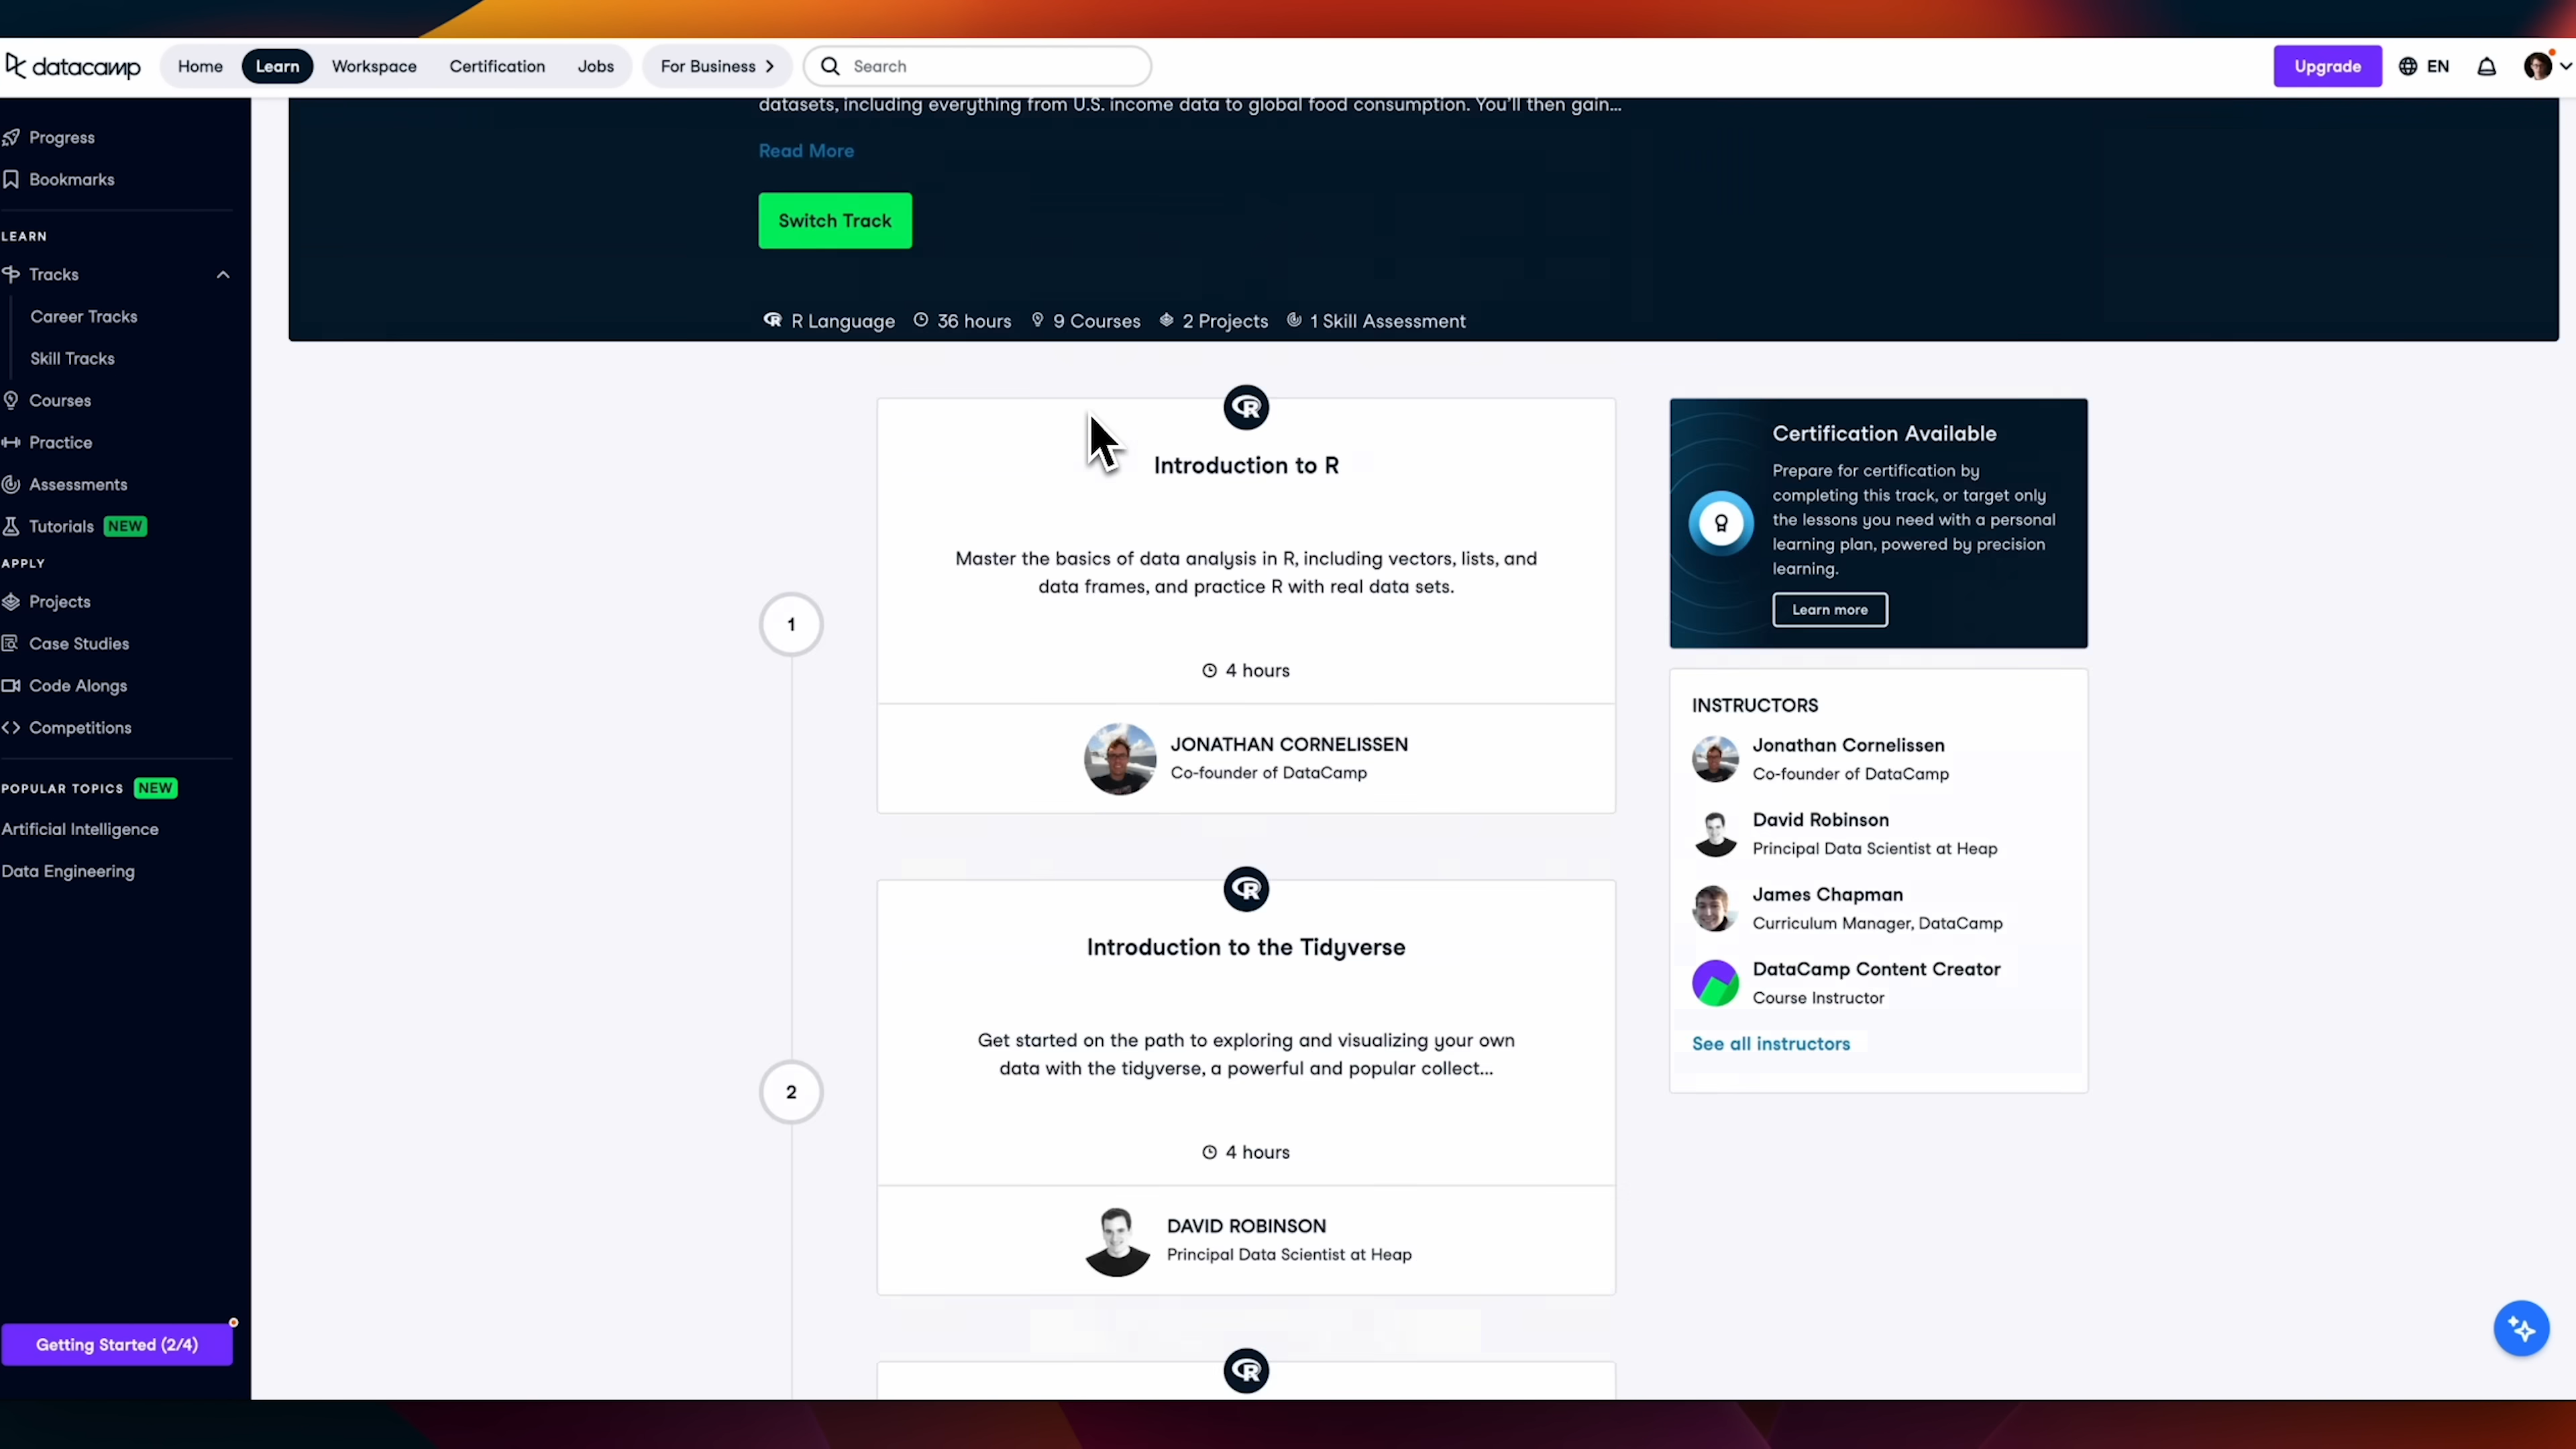 datacamp
Home
Learn
Workspace
Certification
Jobs
For Business
Search
Upgrade
EN
Progress
Bookmarks
LEARN
Tracks
Career Tracks
Skill Tracks
Courses
Practice
Assessments
Tutorials NEW
APPLY
Projects
Case Studies
Code Alongs
Competitions
POPULAR TOPICS NEW
Artificial Intelligence
Data Engineering
Getting Started (2/4)
datasets, including everything from U.S. income data to global food consumption. You'll then gain...
Read More
Switch Track
R Language 36 hours 9 Courses 2 Projects 1 Skill Assessment
1
R
Introduction to R
Master the basics of data analysis in R, including vectors, lists, and
data frames, and practice R with real data sets.
4 hours
JONATHAN CORNELISSEN
Co-founder of DataCamp
2
R
Introduction to the Tidyverse
Get started on the path to exploring and visualizing your own
data with the tidyverse, a powerful and popular collect...
4 hours
DAVID ROBINSON
Principal Data Scientist at Heap
R
Certification Available
Prepare for certification by
completing this track, or target only
the lessons you need with a personal
learning plan, powered by precision
learning.
Learn more
INSTRUCTORS
Jonathan Cornelissen
Co-founder of DataCamp
David Robinson
Principal Data Scientist at Heap
James Chapman
Curriculum Manager, DataCamp
DataCamp Content Creator
Course Instructor
See all instructors